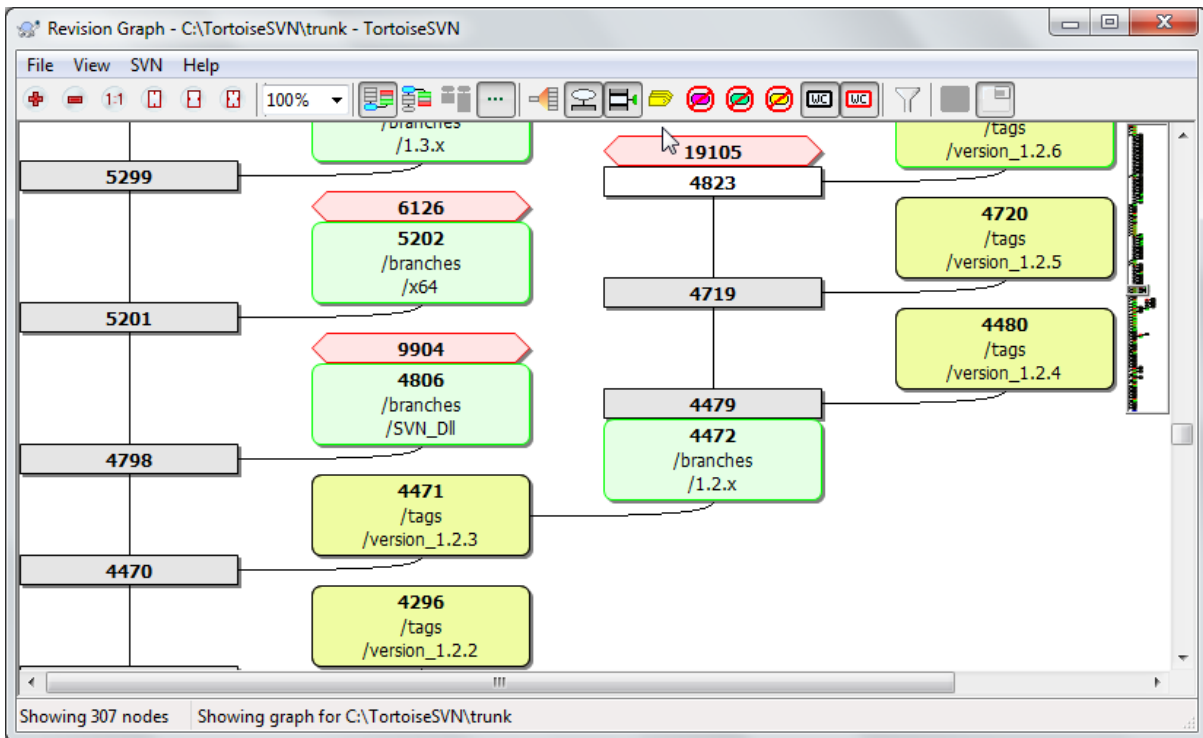 Revision Graph - C:\TortoiseSVN\trunk - TortoiseSVN
File View SVN Help
1:1 100% WC WC
/branches
/1.3.x
5299
6126
5202
/branches
/x64
5201
9904
4806
/branches
/SVN_Dll
4798
4471
/tags
/version_1.2.3
4470
4296
/tags
/version_1.2.2
19105
4823
4719
4479
4472
/branches
/1.2.x
/tags
/version_1.2.6
4720
/tags
/version_1.2.5
4480
/tags
/version_1.2.4
Showing 307 nodes Showing graph for C:\TortoiseSVN\trunk